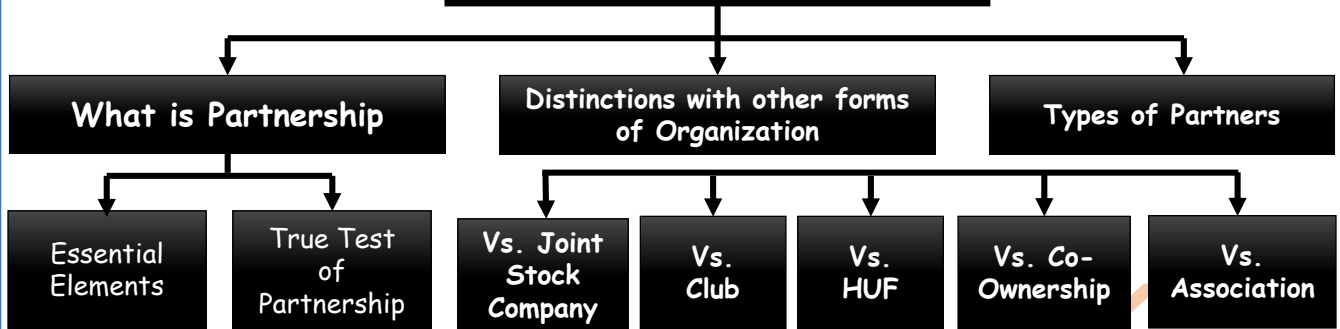 What is Partnership
Distinctions with other forms
of Organization
Types of Partners
Essential
Elements
True Test
of
Partnership
Vs. Joint
Stock
Company
Vs.
Club
Vs.
HUF
Vs. Co-
Ownership
Vs.
Association